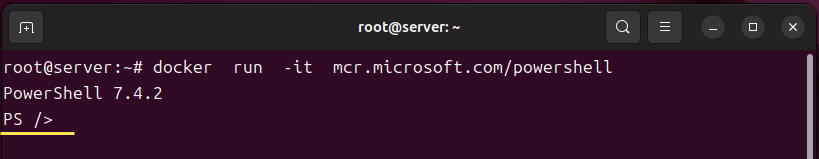 root@server: ~
root@server:~# docker  run  -it  mcr.microsoft.com/powershell
PowerShell 7.4.2
PS />